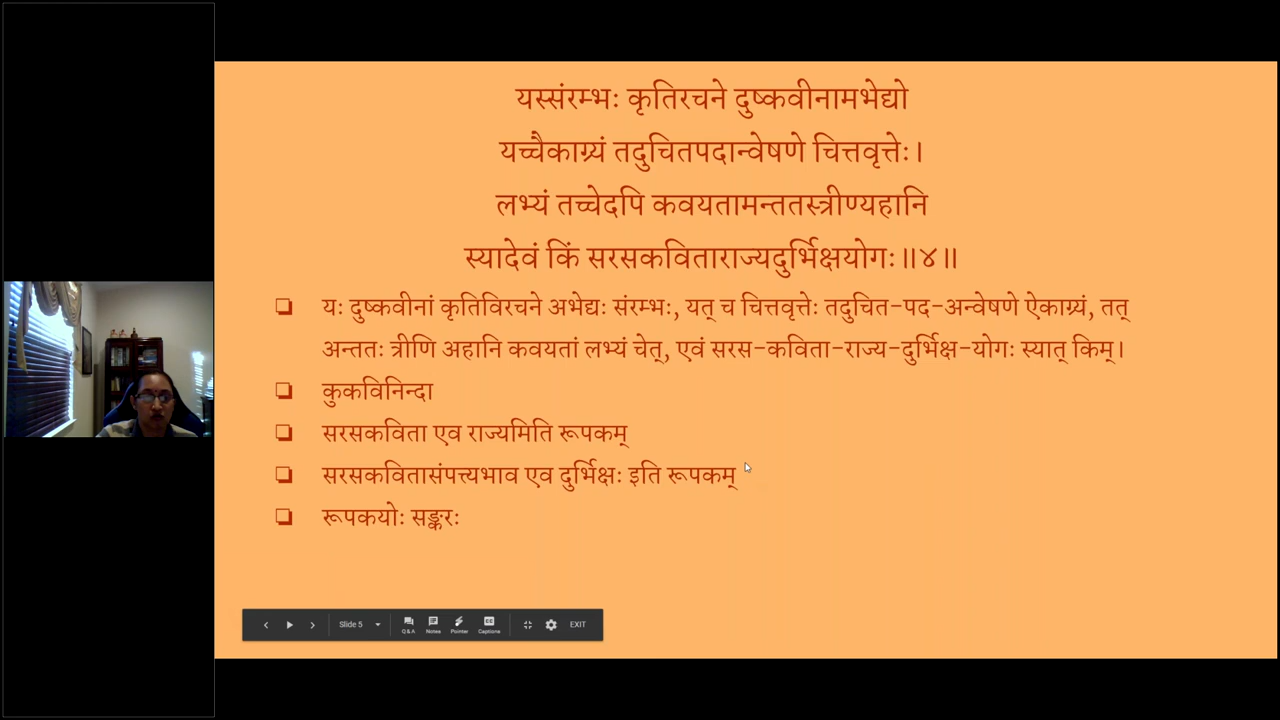 यस्संरम्भः कृतिरचने दुष्कवीनामभेद्यो
यच्चैकाग्र्यं तदुचितपदान्वेषणे चित्तवृत्तेः।
लभ्यं तच्चेदपि कवयतामन्ततस्त्रीण्यहानि
स्यादेवं किं सरसकविताराज्यदुर्भिक्षयोगः॥४॥
❏ यः दुष्कवीनां कृतिविरचने अभेद्यः संरम्भः, यत् च चित्तवृत्तेः तदुचित-पद-अन्वेषणे ऐकाग्र्यं, तत्
अन्ततः त्रीणि अहानि कवयतां लभ्यं चेत्, एवं सरस-कविता-राज्य-दुर्भिक्ष-योगः स्यात् किम्।
❏ कुकविनिन्दा
❏ सरसकविता एव राज्यमिति रूपकम्
❏ सरसकवितासंपत्त्यभाव एव दुर्भिक्षः इति रूपकम्
❏ रूपकयोः सङ्करः
Slide 5
Q & A Notes Pointer Captions
EXIT